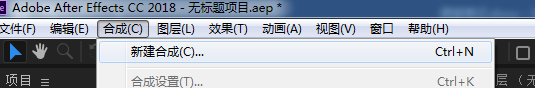 Adobe After Effects CC 2018 - 无标题项目.aep *
文件(F) 编辑(E) 合成(C) 图层(L) 效果(T) 动画(A) 视图(V) 窗口 帮助(H)
新建合成(C)... Ctrl+N
合成设置(T)... Ctrl+K
项目 层 （无